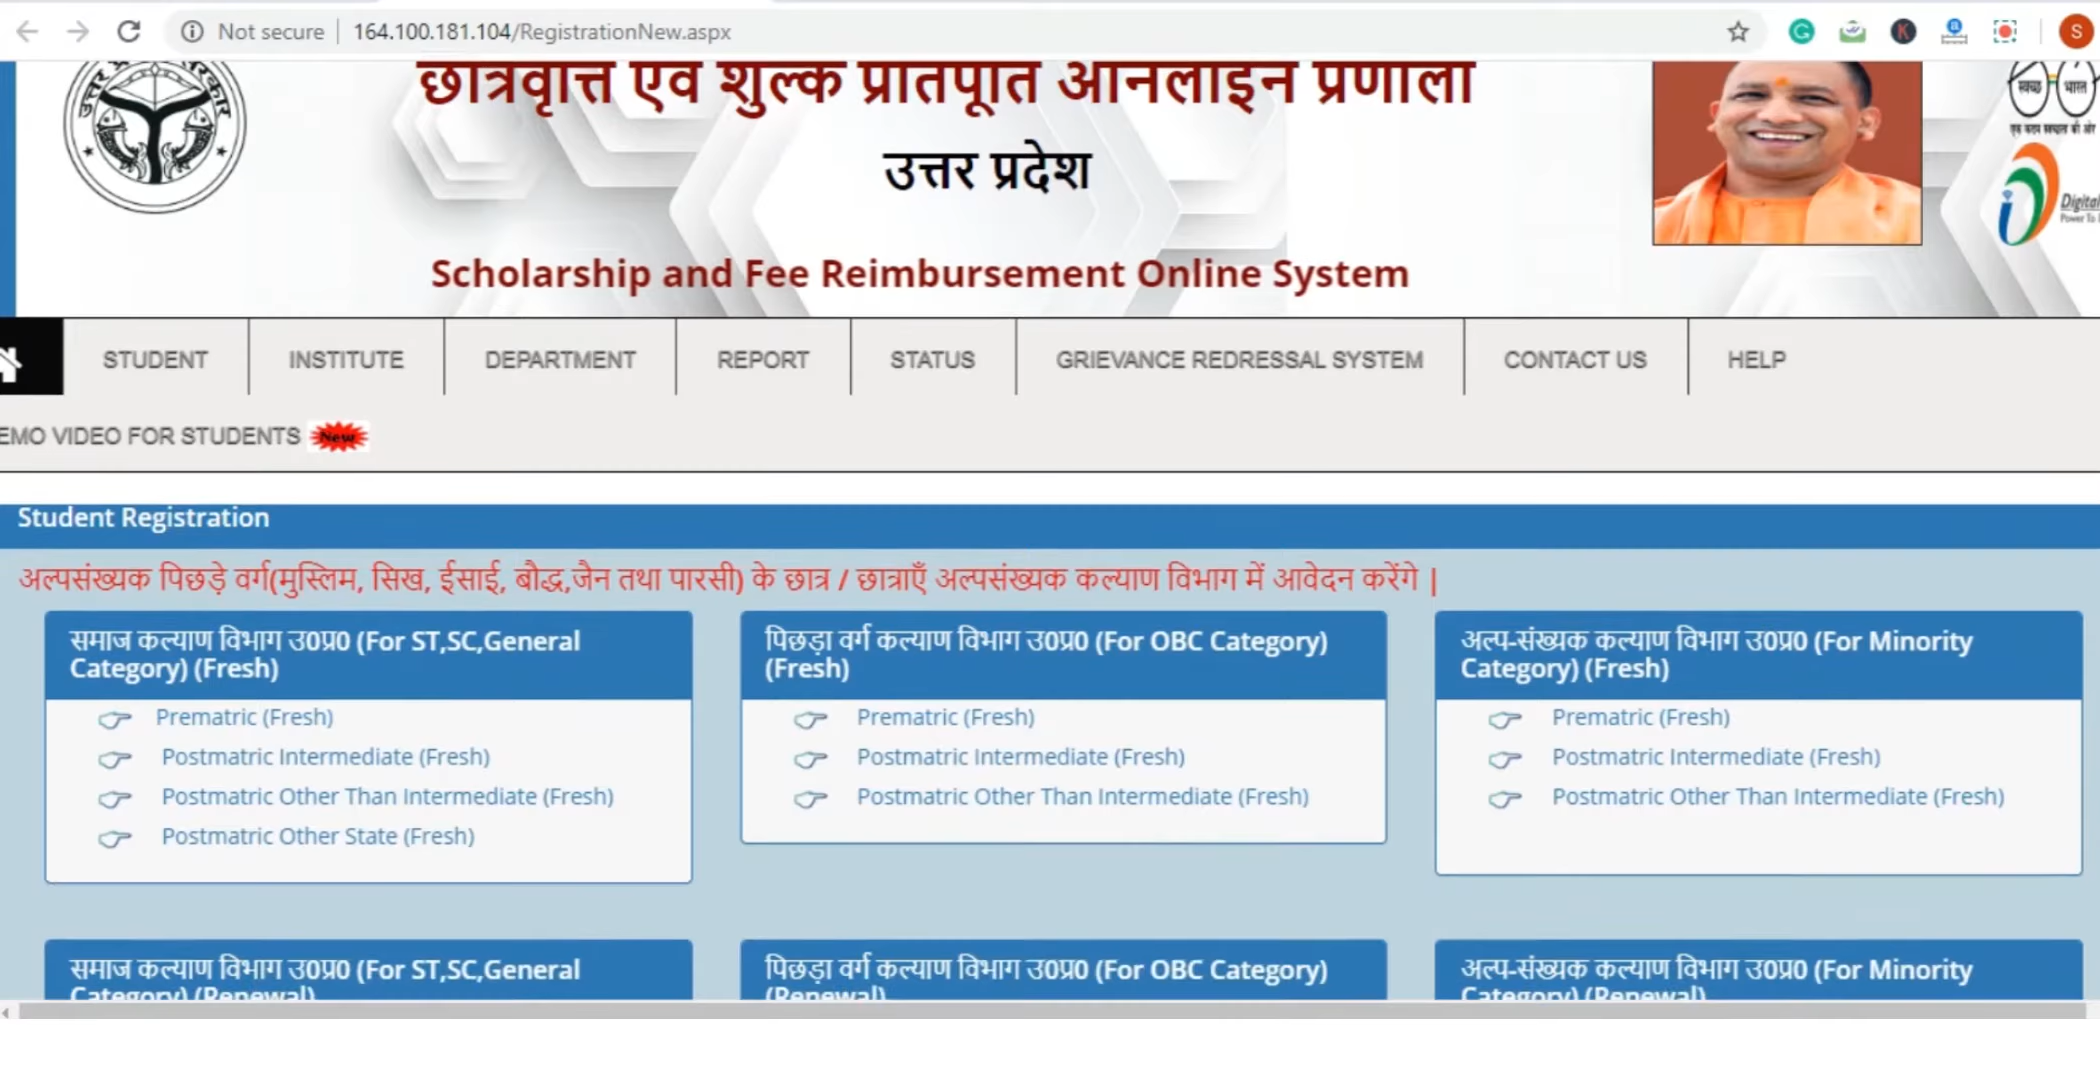 Not secure
164.100.181.104/RegistrationNew.aspx
S
स्वच्छ भारत
उत्तर प्रदेश
Scholarship and Fee Reimbursement Online System
Digital
STUDENT
INSTITUTE
DEPARTMENT
REPORT
STATUS
GRIEVANCE REDRESSAL SYSTEM
CONTACT US
HELP
EMO VIDEO FOR STUDENTS New
Student Registration
अल्पसंख्यक पिछड़े वर्ग(मुस्लिम, सिख, ईसाई, बौद्ध,जैन तथा पारसी) के छात्र / छात्राएँ अल्पसंख्यक कल्याण विभाग में आवेदन करेंगे |
समाज कल्याण विभाग उ0प्र0 (For ST,SC,General
Category) (Fresh)
Prematric (Fresh)
Postmatric Intermediate (Fresh)
Postmatric Other Than Intermediate (Fresh)
Postmatric Other State (Fresh)
पिछड़ा वर्ग कल्याण विभाग उ0प्र0 (For OBC Category)
(Fresh)
Prematric (Fresh)
Postmatric Intermediate (Fresh)
Postmatric Other Than Intermediate (Fresh)
अल्प-संख्यक कल्याण विभाग उ0प्र0 (For Minority
Category) (Fresh)
Prematric (Fresh)
Postmatric Intermediate (Fresh)
Postmatric Other Than Intermediate (Fresh)
समाज कल्याण विभाग उ0प्र0 (For ST,SC,General
Category) (Renewal)
पिछड़ा वर्ग कल्याण विभाग उ0प्र0 (For OBC Category)
(Renewal)
अल्प-संख्यक कल्याण विभाग उ0प्र0 (For Minority
Category) (Renewal)